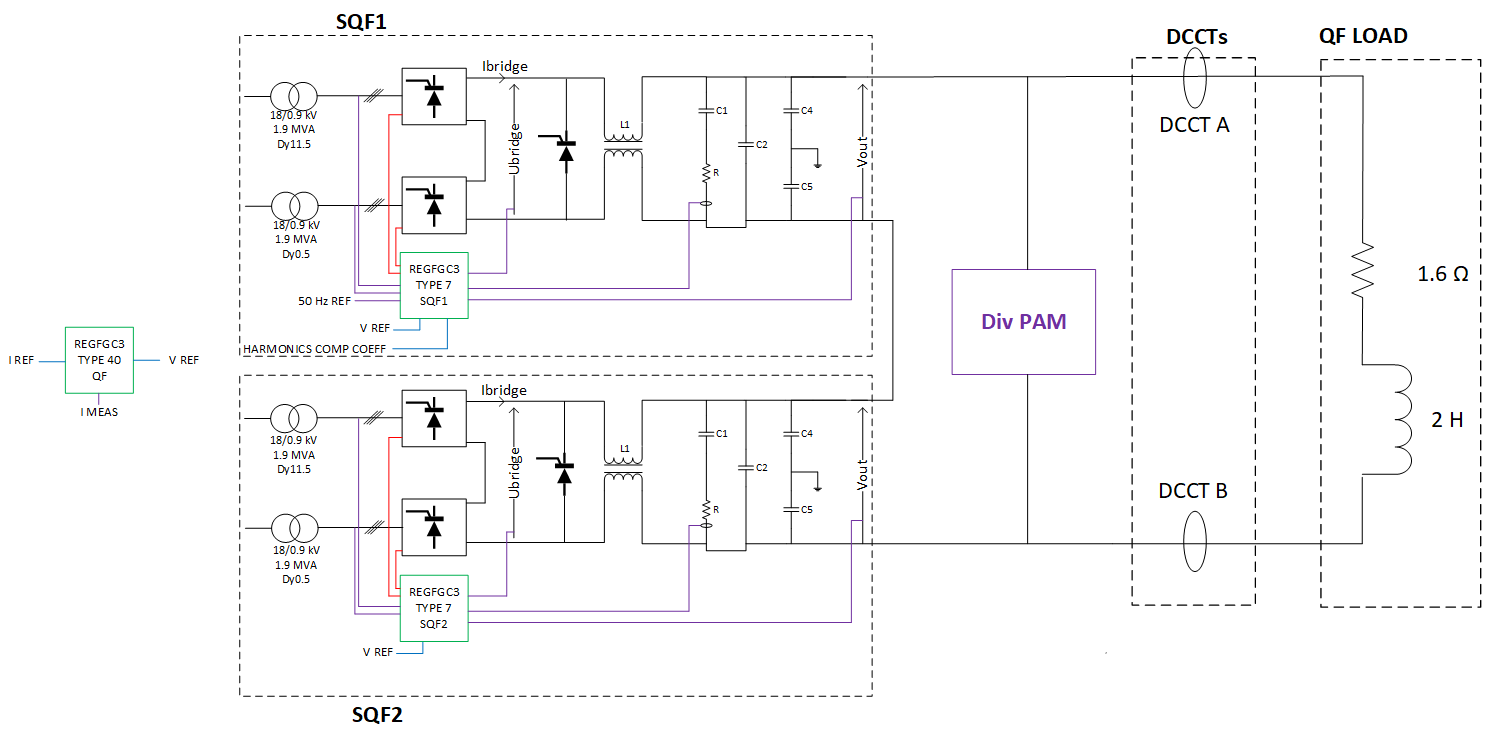 SQF1
DCCTs
QF LOAD
Ibridge
18/0.9 kV
1.9 MVA
Dy11.5
Ubridge
L1
C1
C2
R
C4
C5
Vout
DCCT A
18/0.9 kV
1.9 MVA
Dy0.5
REGFGC3
TYPE 7
SQF1
50 Hz REF
V REF
HARMONICS COMP COEFF
Div PAM
1.6 Ω
2 H
REGFGC3
TYPE 40
QF
I REF
V REF
I MEAS
Ibridge
18/0.9 kV
1.9 MVA
Dy11.5
Ubridge
L1
C1
C2
R
C4
C5
Vout
DCCT B
18/0.9 kV
1.9 MVA
Dy0.5
REGFGC3
TYPE 7
SQF2
V REF
SQF2